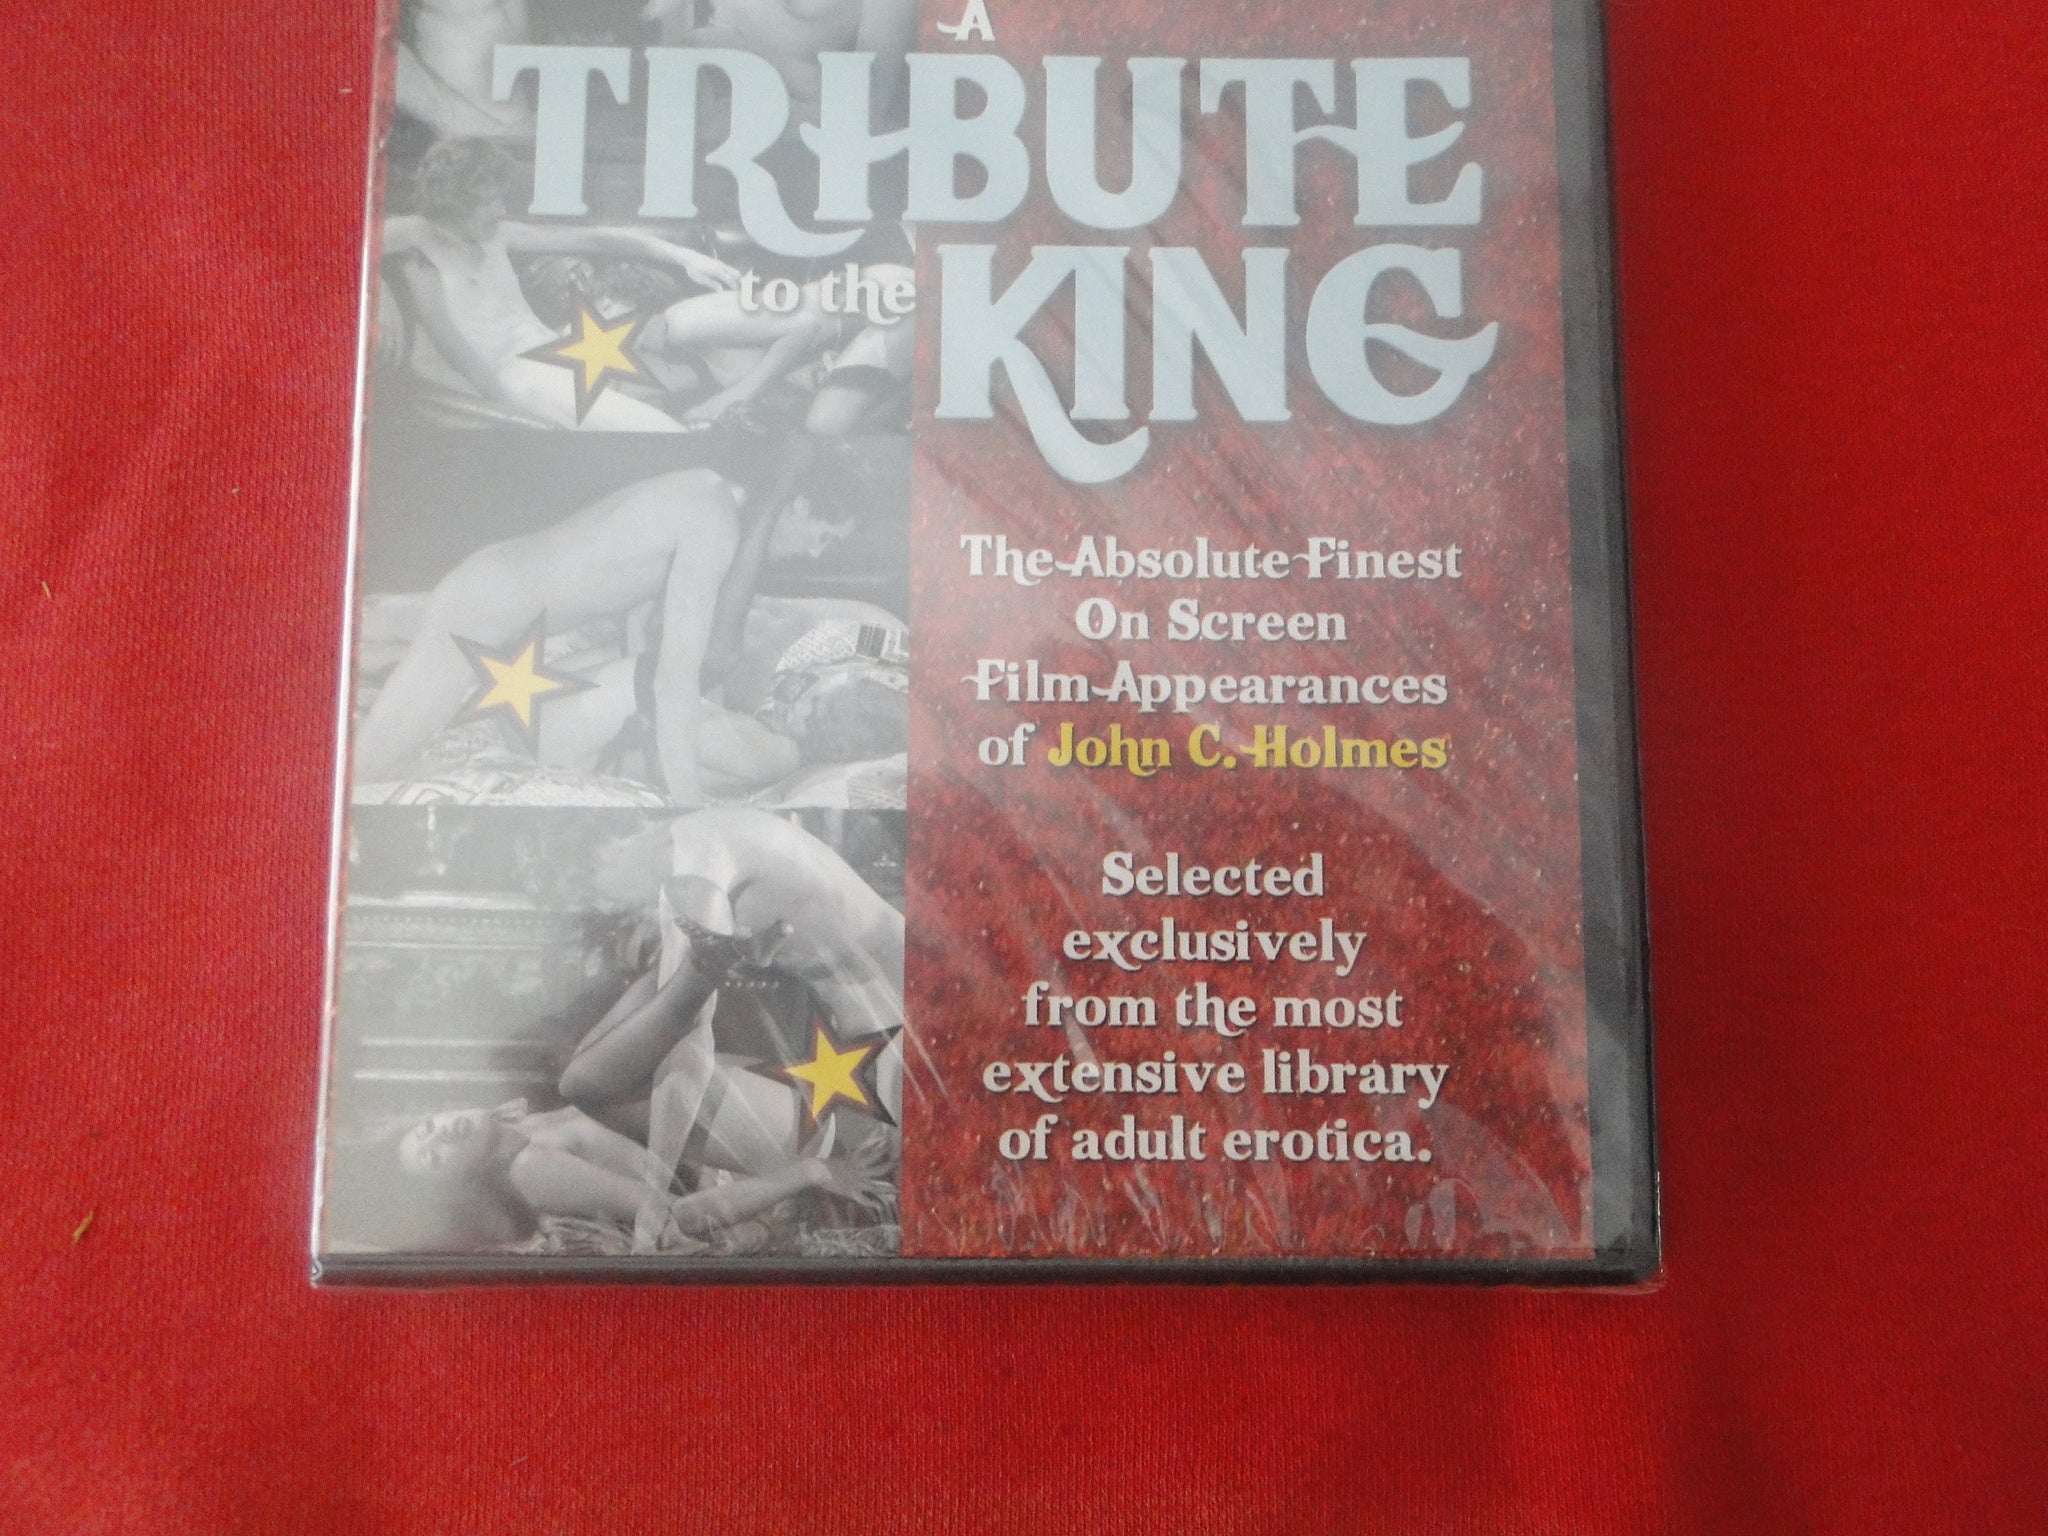 A
TRIBUTE
to the
KING
The Absolute Finest
On Screen
Film Appearances
of John C. Holmes
Selected
exclusively
from the most
extensive library
of adult erotica.